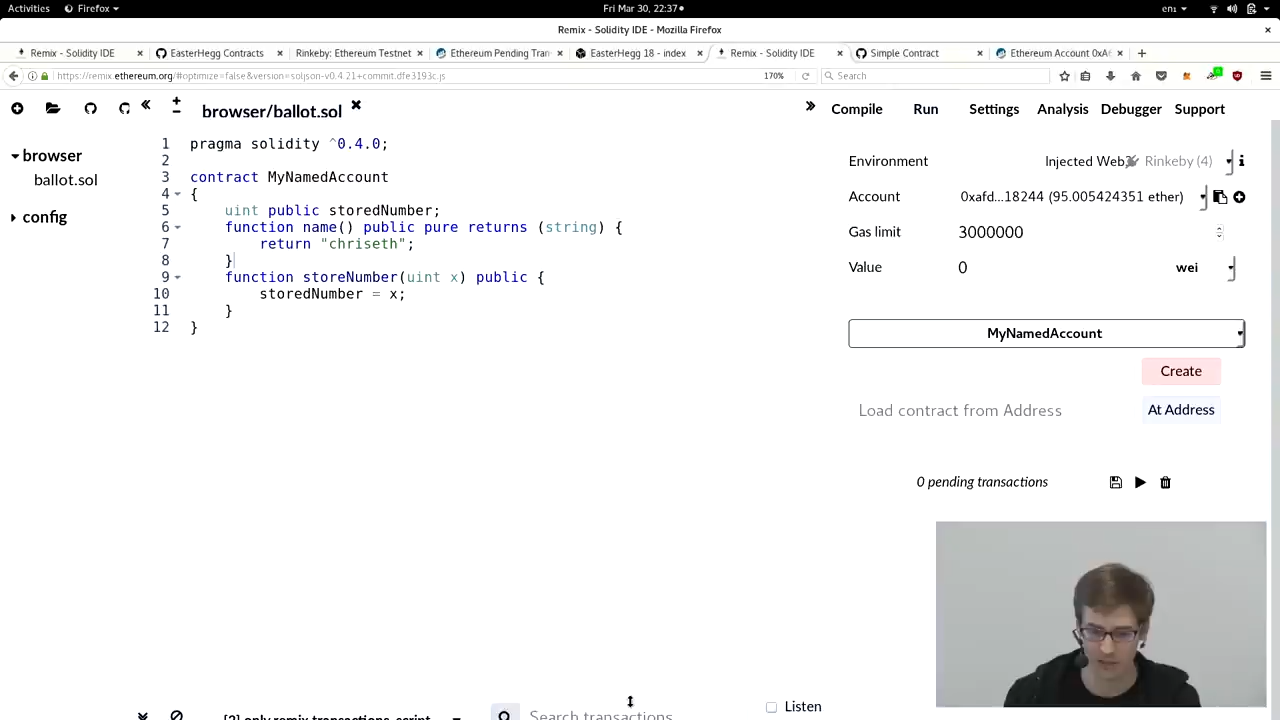 Activities Firefox Fri Mar 30, 22:37 en1
Remix - Solidity IDE - Mozilla Firefox
Remix - Solidity IDE EasterHegg Contracts Rinkeby: Ethereum Testnet Ethereum Pending Tran EasterHegg 18 - index Remix - Solidity IDE Simple Contract Ethereum Account 0xA
https://remix.ethereum.org/#optimize=false&version=soljson-v0.4.21+commit.dfe3193c.js 170% Search
browser/ballot.sol Compile Run Settings Analysis Debugger Support
browser
ballot.sol
config
1 pragma solidity ^0.4.0;
2
3 contract MyNamedAccount
4 {
5 uint public storedNumber;
6 function name() public pure returns (string) {
7 return "chriseth";
8 }
9 function storeNumber(uint x) public {
10 storedNumber = x;
11 }
12 }
Environment Injected Web3 Rinkeby (4)
Account 0xafd...18244 (95.005424351 ether)
Gas limit 3000000
Value 0 wei
MyNamedAccount
Create
Load contract from Address At Address
0 pending transactions
[2] only remix transactions, script Search transactions Listen